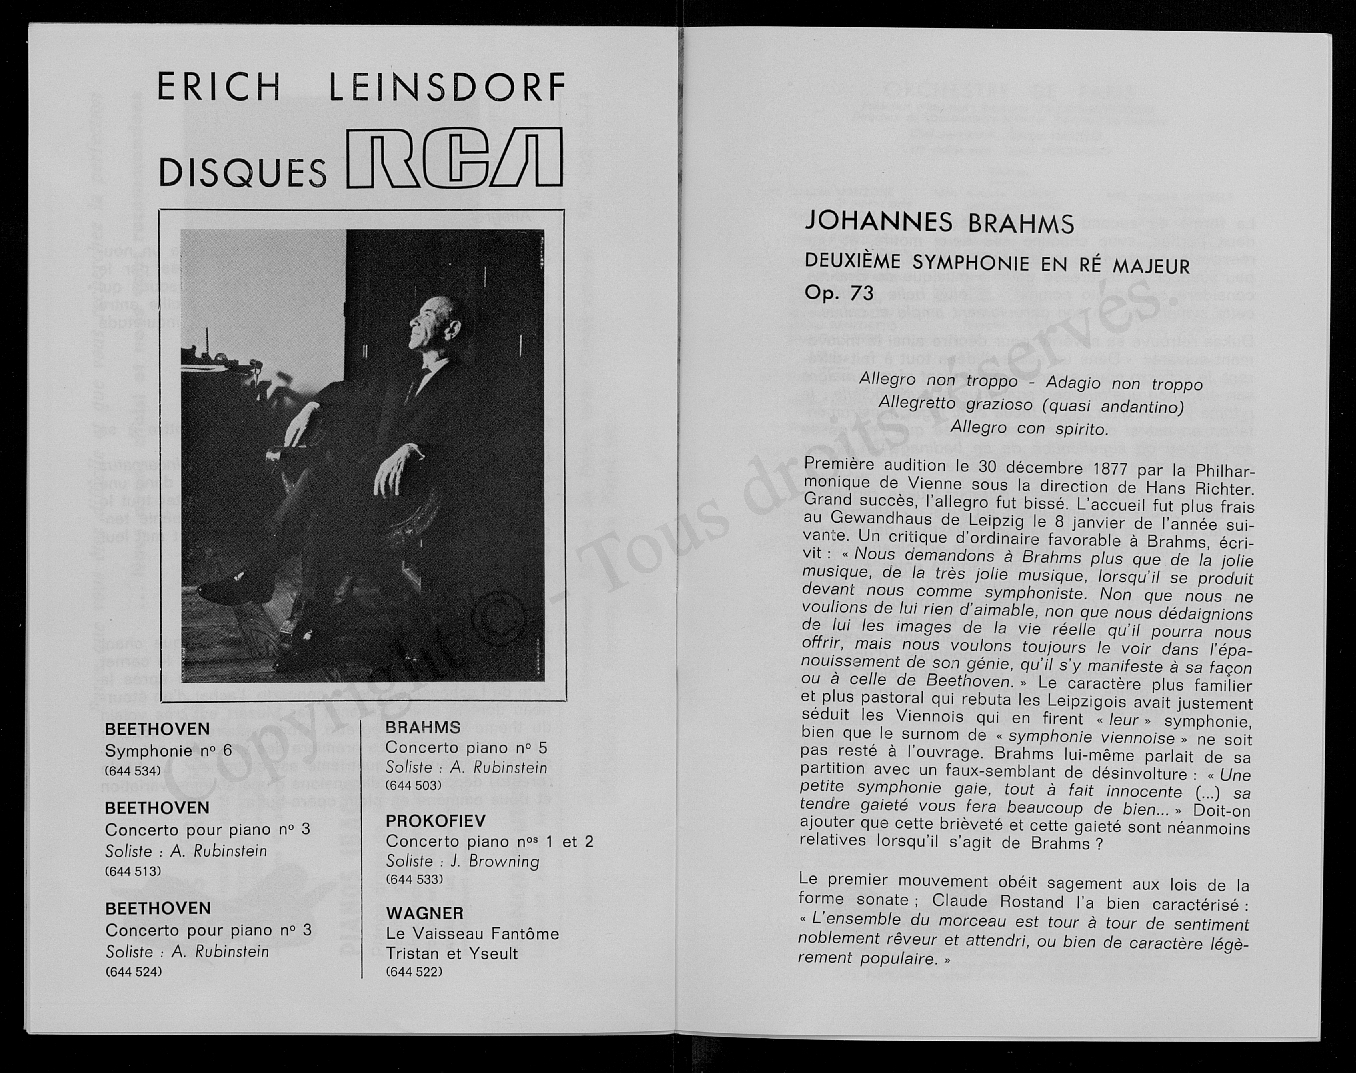 ERICH LEINSDORF
DISQUES RCA
BEETHOVEN
Symphonie nº 6
(644 534)
BEETHOVEN
Concerto pour piano nº 3
Soliste : A. Rubinstein
(644 513)
BEETHOVEN
Concerto pour piano nº 3
Soliste : A. Rubinstein
(644 524)
BRAHMS
Concerto piano nº 5
Soliste : A. Rubinstein
(644 503)
PROKOFIEV
Concerto piano nºˢ 1 et 2
Soliste : J. Browning
(644 533)
WAGNER
Le Vaisseau Fantôme
Tristan et Yseult
(644 522)
JOHANNES BRAHMS
DEUXIÈME SYMPHONIE EN RÉ MAJEUR
Op. 73
Allegro non troppo - Adagio non troppo
Allegretto grazioso (quasi andantino)
Allegro con spirito.
Première audition le 30 décembre 1877 par la Philhar-
monique de Vienne sous la direction de Hans Richter.
Grand succès, l'allegro fut bissé. L'accueil fut plus frais
au Gewandhaus de Leipzig le 8 janvier de l'année sui-
vante. Un critique d'ordinaire favorable à Brahms, écri-
vit : « Nous demandons à Brahms plus que de la jolie
musique, de la très jolie musique, lorsqu'il se produit
devant nous comme symphoniste. Non que nous ne
voulions de lui rien d'aimable, non que nous dédaignions
de lui les images de la vie réelle qu'il pourra nous
offrir, mais nous voulons toujours le voir dans l'épa-
nouissement de son génie, qu'il s'y manifeste à sa façon
ou à celle de Beethoven. » Le caractère plus familier
et plus pastoral qui rebuta les Leipzigois avait justement
séduit les Viennois qui en firent « leur » symphonie,
bien que le surnom de « symphonie viennoise » ne soit
pas resté à l'ouvrage. Brahms lui-même parlait de sa
partition avec un faux-semblant de désinvolture : « Une
petite symphonie gaie, tout à fait innocente (...) sa
tendre gaieté vous fera beaucoup de bien... » Doit-on
ajouter que cette brièveté et cette gaieté sont néanmoins
relatives lorsqu'il s'agit de Brahms ?
Le premier mouvement obéit sagement aux lois de la
forme sonate ; Claude Rostand l'a bien caractérisé :
« L'ensemble du morceau est tour à tour de sentiment
noblement rêveur et attendri, ou bien de caractère légè-
rement populaire. »
Copyright © - Tous droits réservés.